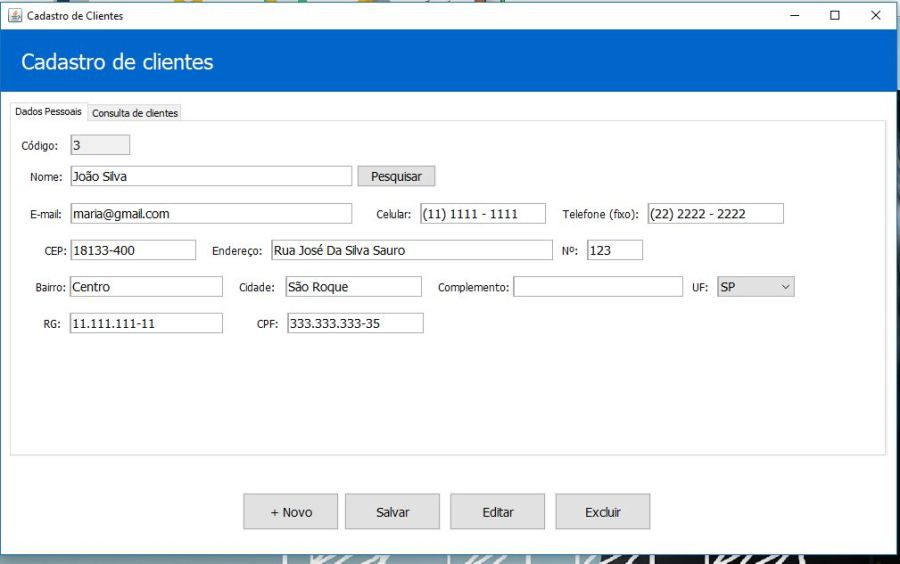 Cadastro de Clientes
Cadastro de clientes
Dados Pessoais Consulta de clientes
Código: 3
Nome: João Silva Pesquisar
E-mail: maria@gmail.com Celular: (11) 1111 - 1111 Telefone (fixo): (22) 2222 - 2222
CEP: 18133-400 Endereço: Rua José Da Silva Sauro Nº: 123
Bairro: Centro Cidade: São Roque Complemento: UF: SP
RG: 11.111.111-11 CPF: 333.333.333-35
+ Novo Salvar Editar Excluir